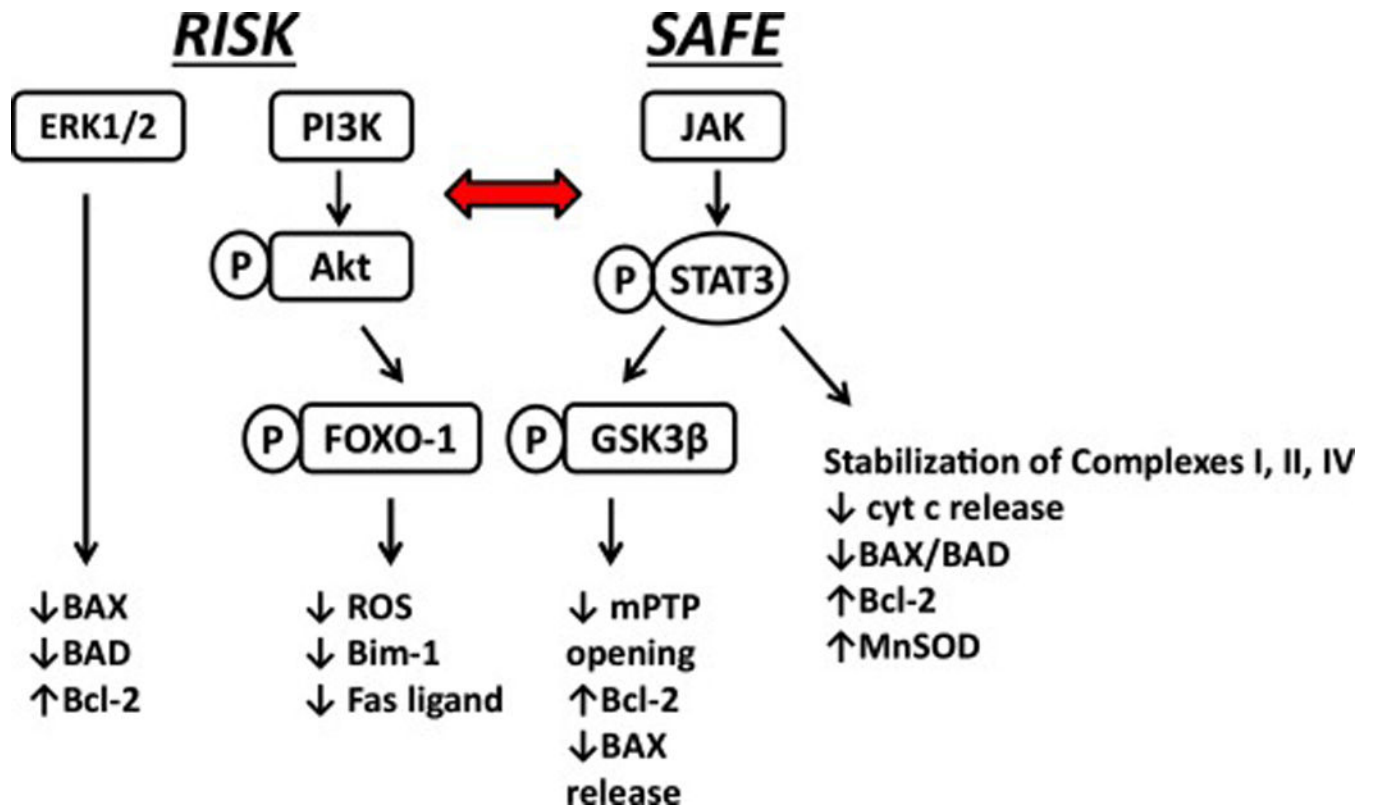 RISK
SAFE
ERK1/2
PI3K
JAK
P
Akt
P
STAT3
P
FOXO-1
P
GSK3β
Stabilization of Complexes I, II, IV
↓ cyt c release
↓BAX/BAD
↑Bcl-2
↑MnSOD
↓BAX
↓BAD
↑Bcl-2
↓ ROS
↓ Bim-1
↓ Fas ligand
↓ mPTP
opening
↑Bcl-2
↓BAX
release